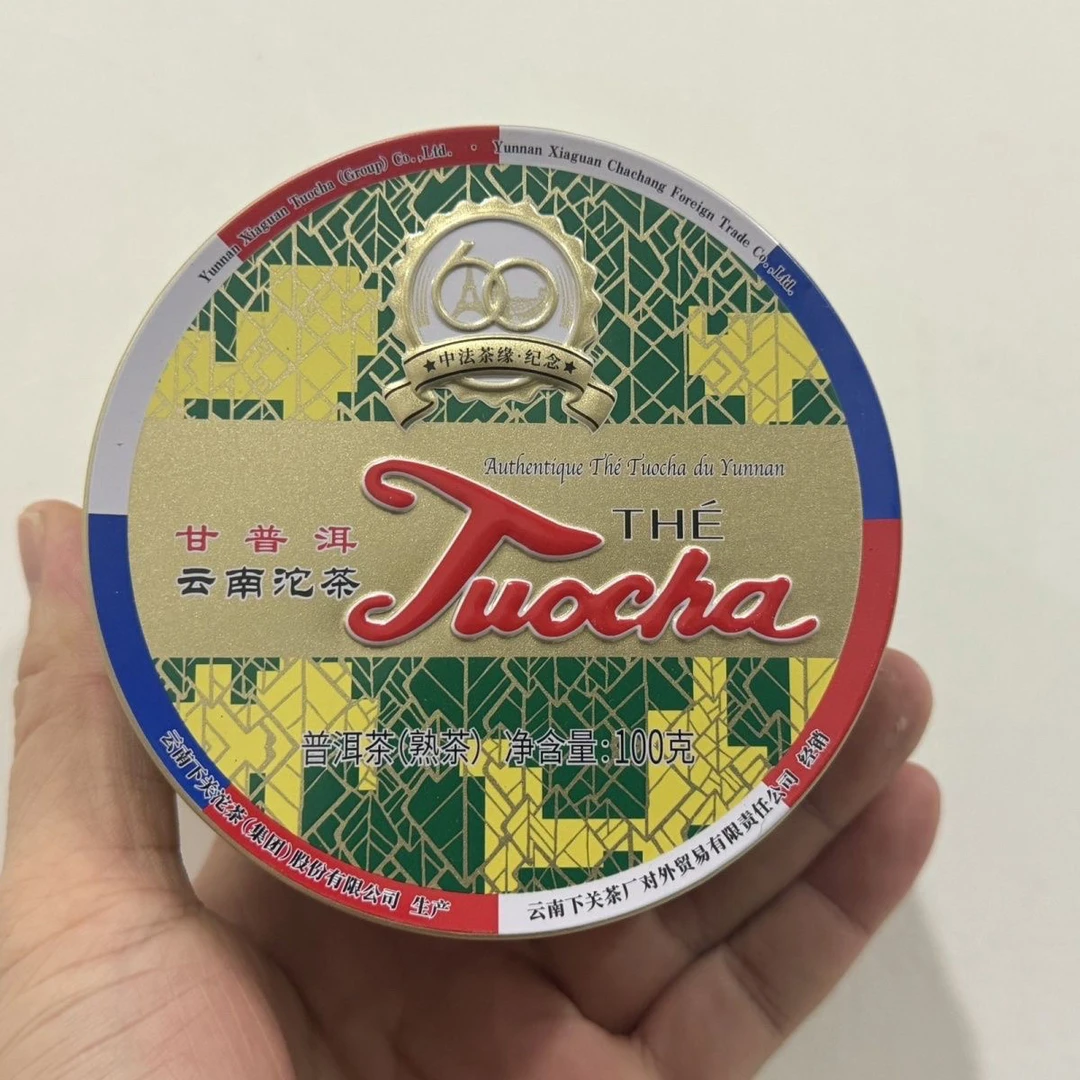 Yunnan Xiaguan Tuocha (Group) Co.,Ltd. · Yunnan Xiaguan Chachang Foreign Trade Co.,Ltd.
60
★中法茶缘·纪念★
Authentique Thé Tuocha du Yunnan
THÉ
Tuocha
甘普洱
云南沱茶
普洱茶(熟茶) 净含量:100克
云南下关沱茶(集团)股份有限公司 生产
云南下关茶厂对外贸易有限责任公司 经销